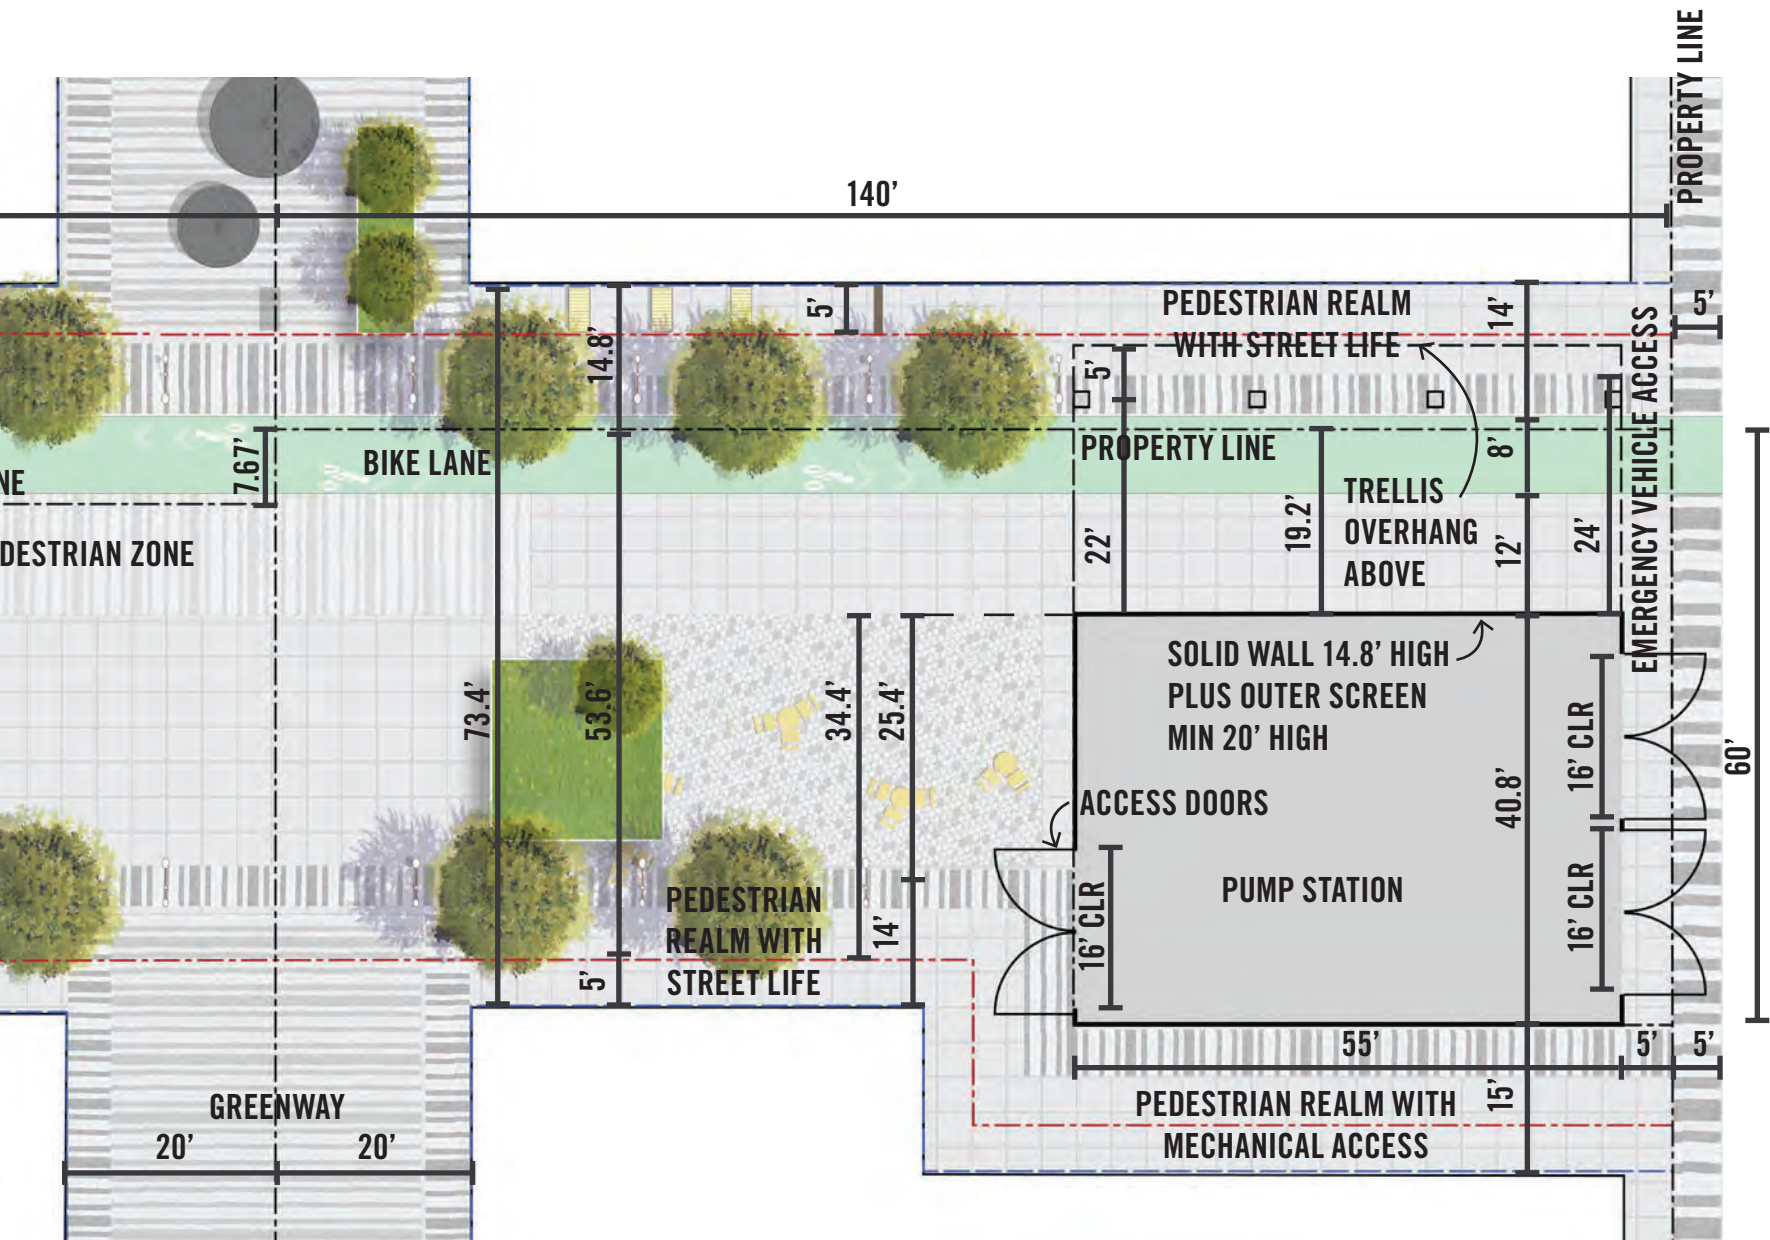 PROPERTY LINE
140’
5’
14.8’
5’
PEDESTRIAN REALM
WITH STREET LIFE
14’
5’
EMERGENCY VEHICLE ACCESS
7.67’
BIKE LANE
PROPERTY LINE
8’
NE
DESTRIAN ZONE
22’
19.2’
TRELLIS
OVERHANG
ABOVE
12’
24’
73.4’
53.6’
34.4’
25.4’
SOLID WALL 14.8’ HIGH
PLUS OUTER SCREEN
MIN 20’ HIGH
16’ CLR
60’
40.8’
ACCESS DOORS
PEDESTRIAN
REALM WITH
STREET LIFE
5’
14’
16’ CLR
PUMP STATION
16’ CLR
55’
5’
5’
GREENWAY
20’
20’
PEDESTRIAN REALM WITH
MECHANICAL ACCESS
15’